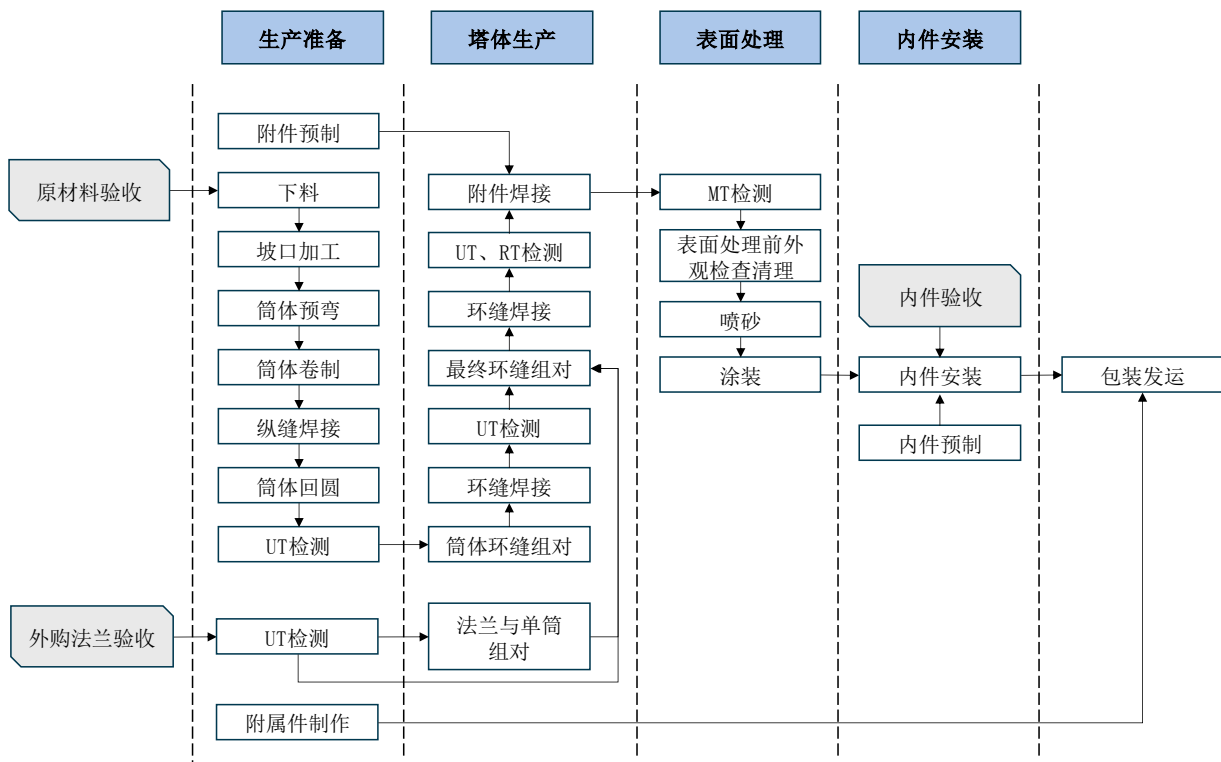 生产准备
塔体生产
表面处理
内件安装
附件预制
原材料验收
下料
坡口加工
筒体预弯
筒体卷制
纵缝焊接
筒体回圆
UT检测
外购法兰验收
UT检测
附属件制作
附件焊接
UT、RT检测
环缝焊接
最终环缝组对
UT检测
环缝焊接
筒体环缝组对
法兰与单筒
组对
MT检测
表面处理前外
观检查清理
喷砂
涂装
内件验收
内件安装
内件预制
包装发运